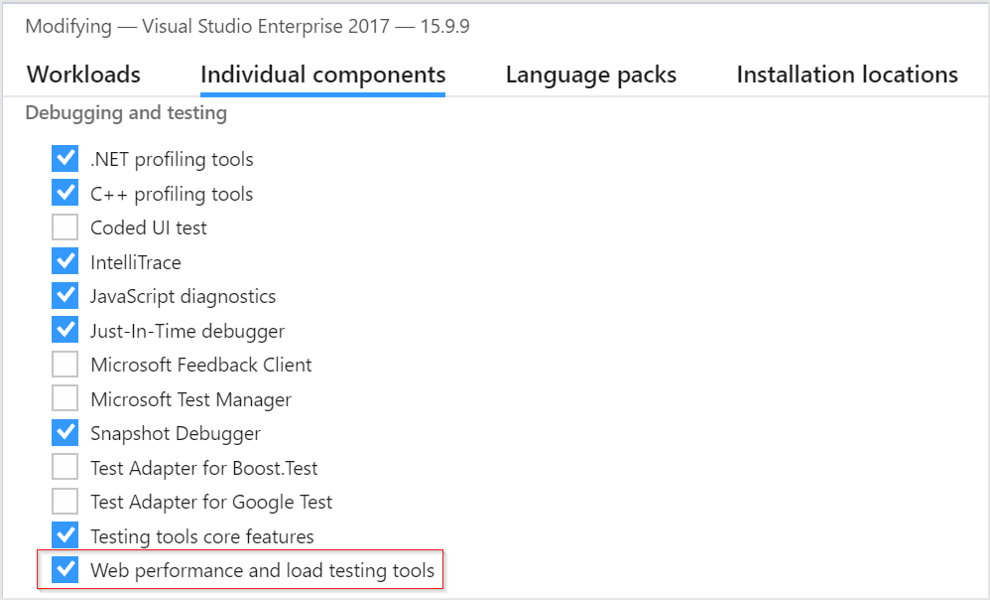 Modifying — Visual Studio Enterprise 2017 — 15.9.9
Workloads Individual components Language packs Installation locations
Debugging and testing
.NET profiling tools
C++ profiling tools
Coded UI test
IntelliTrace
JavaScript diagnostics
Just-In-Time debugger
Microsoft Feedback Client
Microsoft Test Manager
Snapshot Debugger
Test Adapter for Boost.Test
Test Adapter for Google Test
Testing tools core features
Web performance and load testing tools